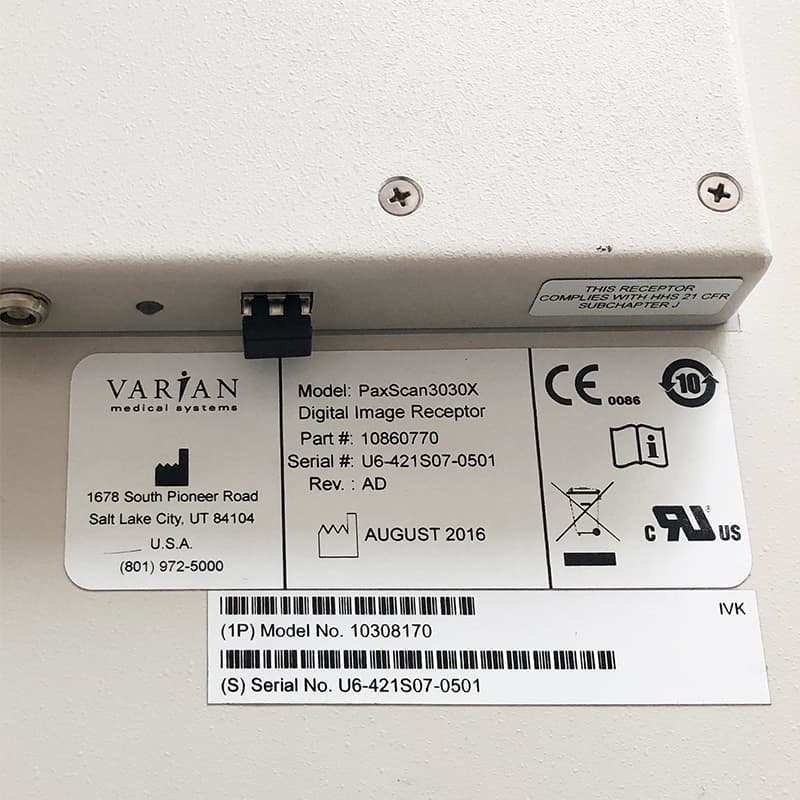 THIS RECEPTOR
COMPLIES WITH HHS 21 CFR
SUBCHAPTER J
VARIAN
medical systems
1678 South Pioneer Road
Salt Lake City, UT 84104
U.S.A.
(801) 972-5000
Model: PaxScan3030X
Digital Image Receptor
Part #: 10860770
Serial #: U6-421S07-0501
Rev. : AD
AUGUST 2016
CE 0086
10
i
c RU US
IVK
(1P) Model No. 10308170
(S) Serial No. U6-421S07-0501